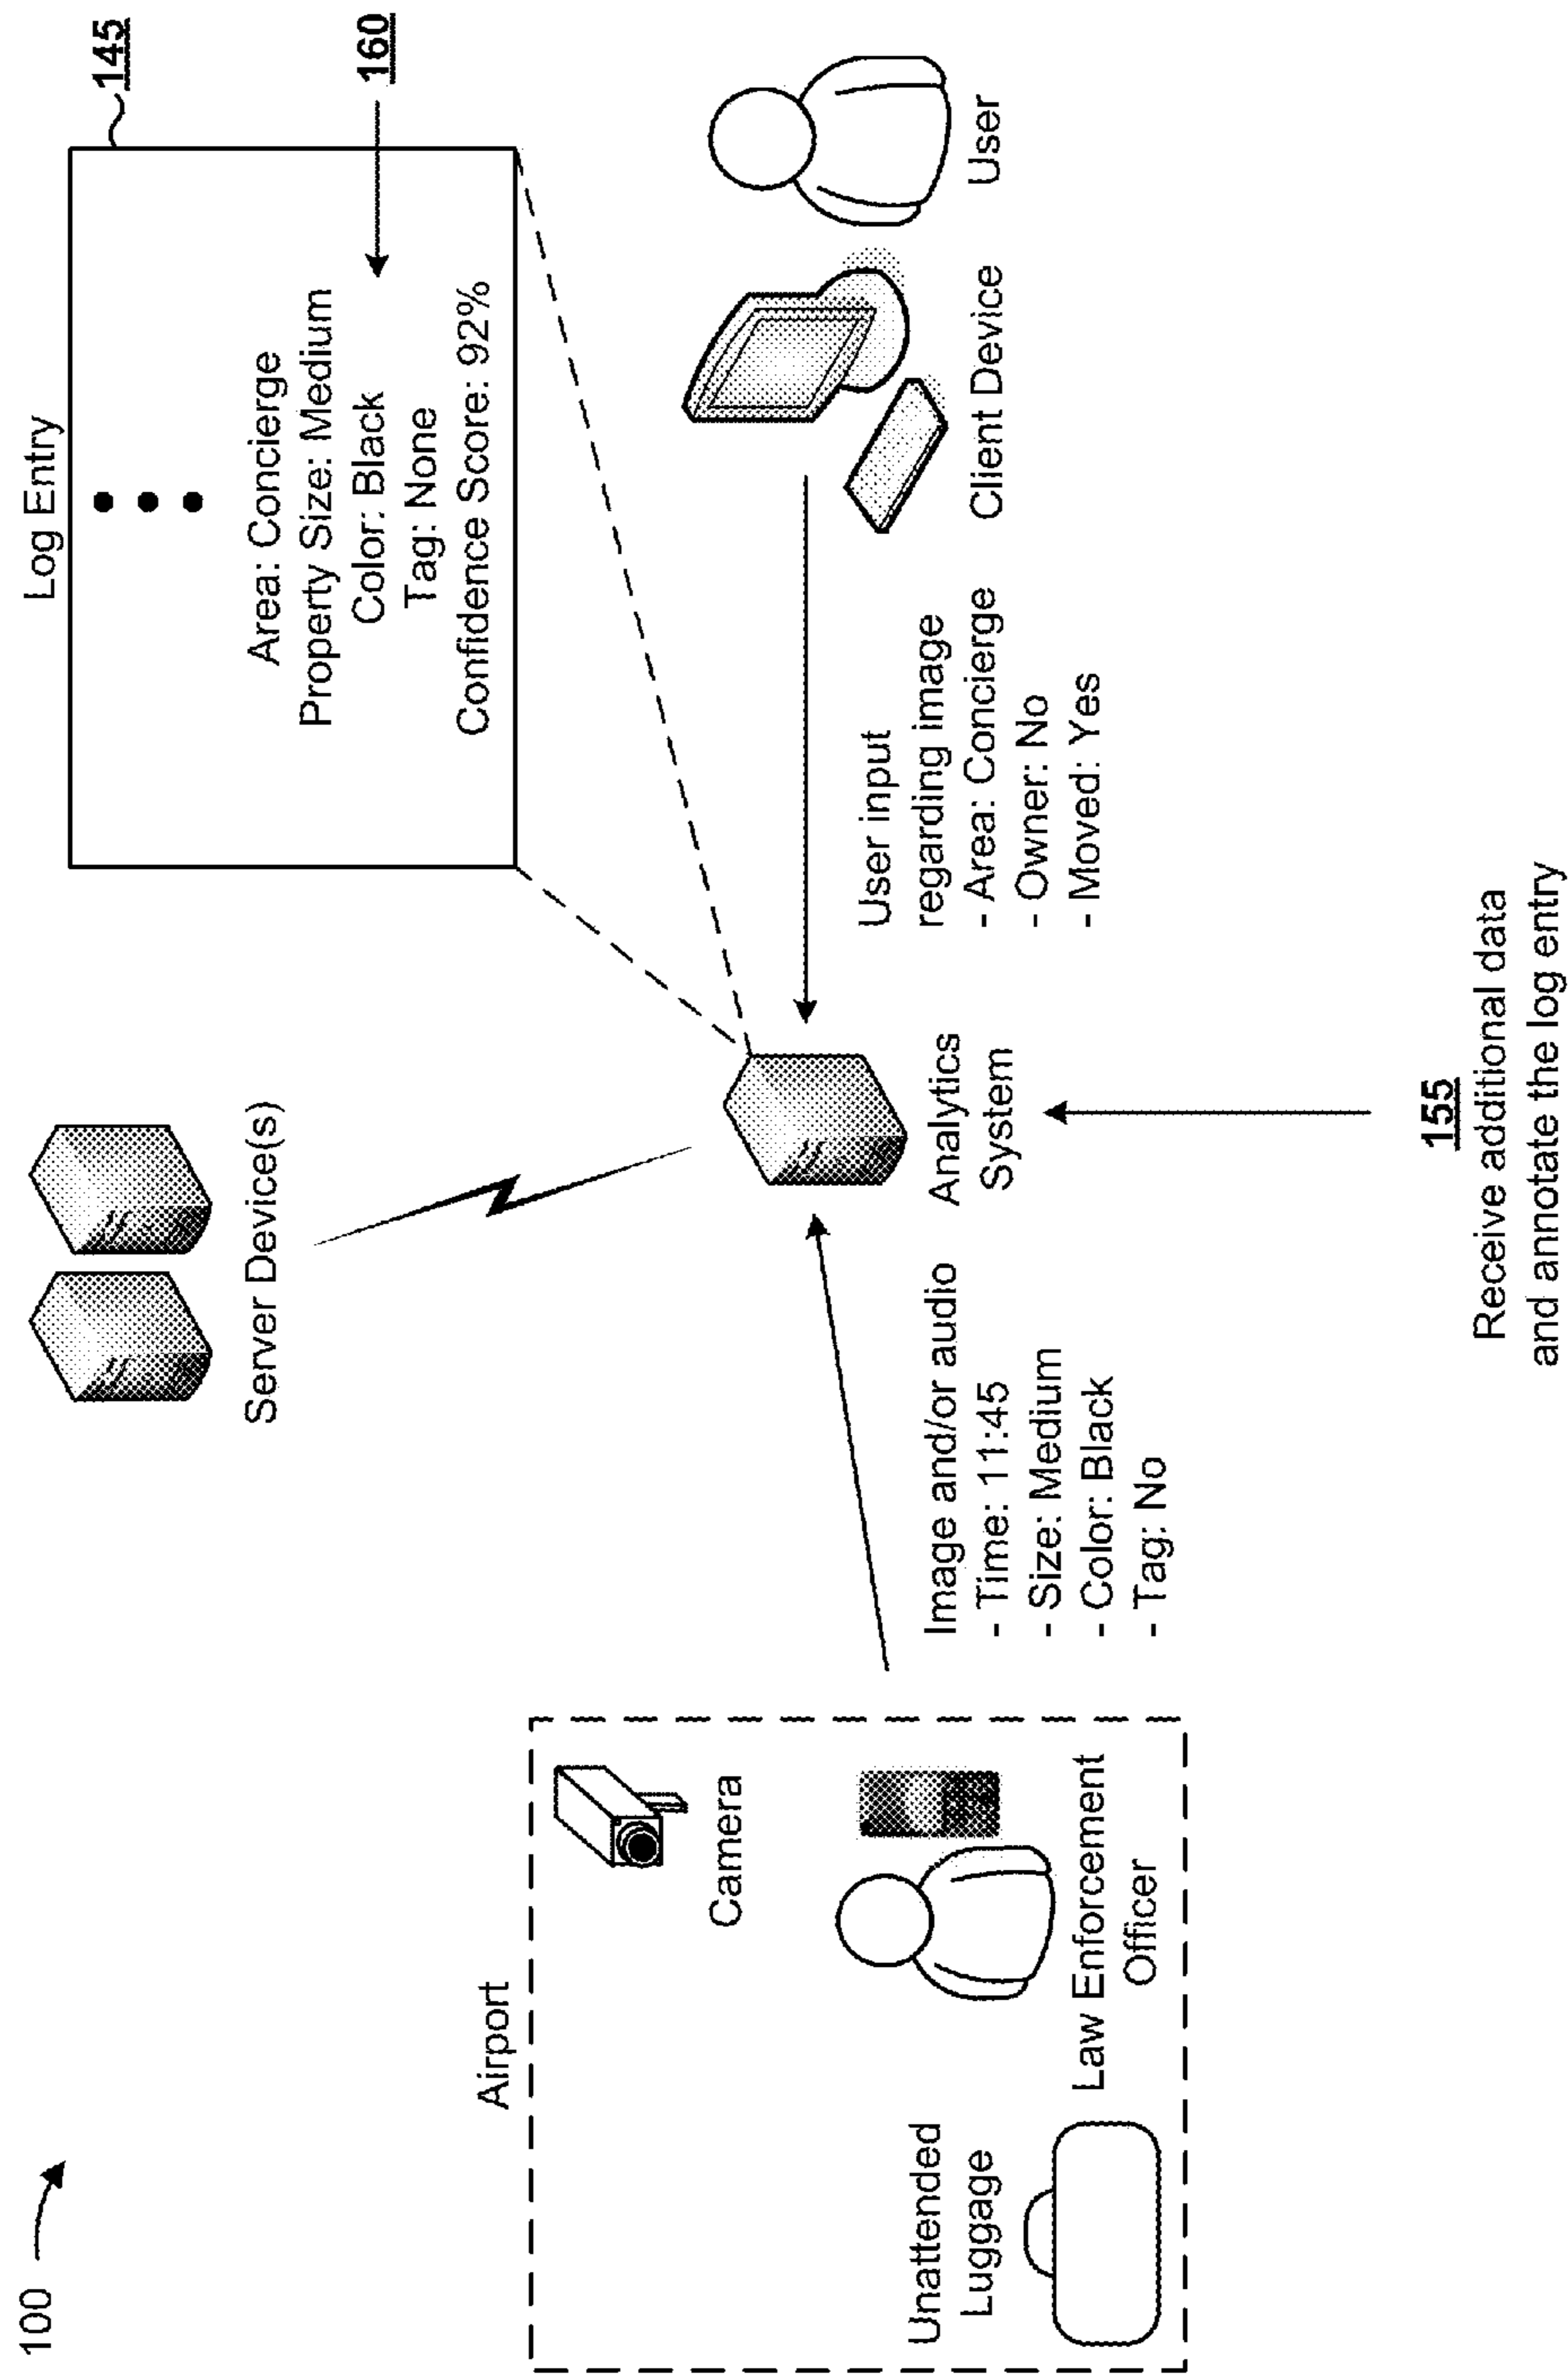 100
Airport
Camera
Unattended
Luggage
Law Enforcement
Officer
Server Device(s)
Image and/or audio
- Time: 11:45
- Size: Medium
- Color: Black
- Tag: No
Analytics
System
155
Receive additional data
and annotate the log entry
Log Entry
145
Area: Concierge
Property Size: Medium
Color: Black
Tag: None
Confidence Score: 92%
160
User input
regarding image
- Area: Concierge
- Owner: No
- Moved: Yes
Client Device
User